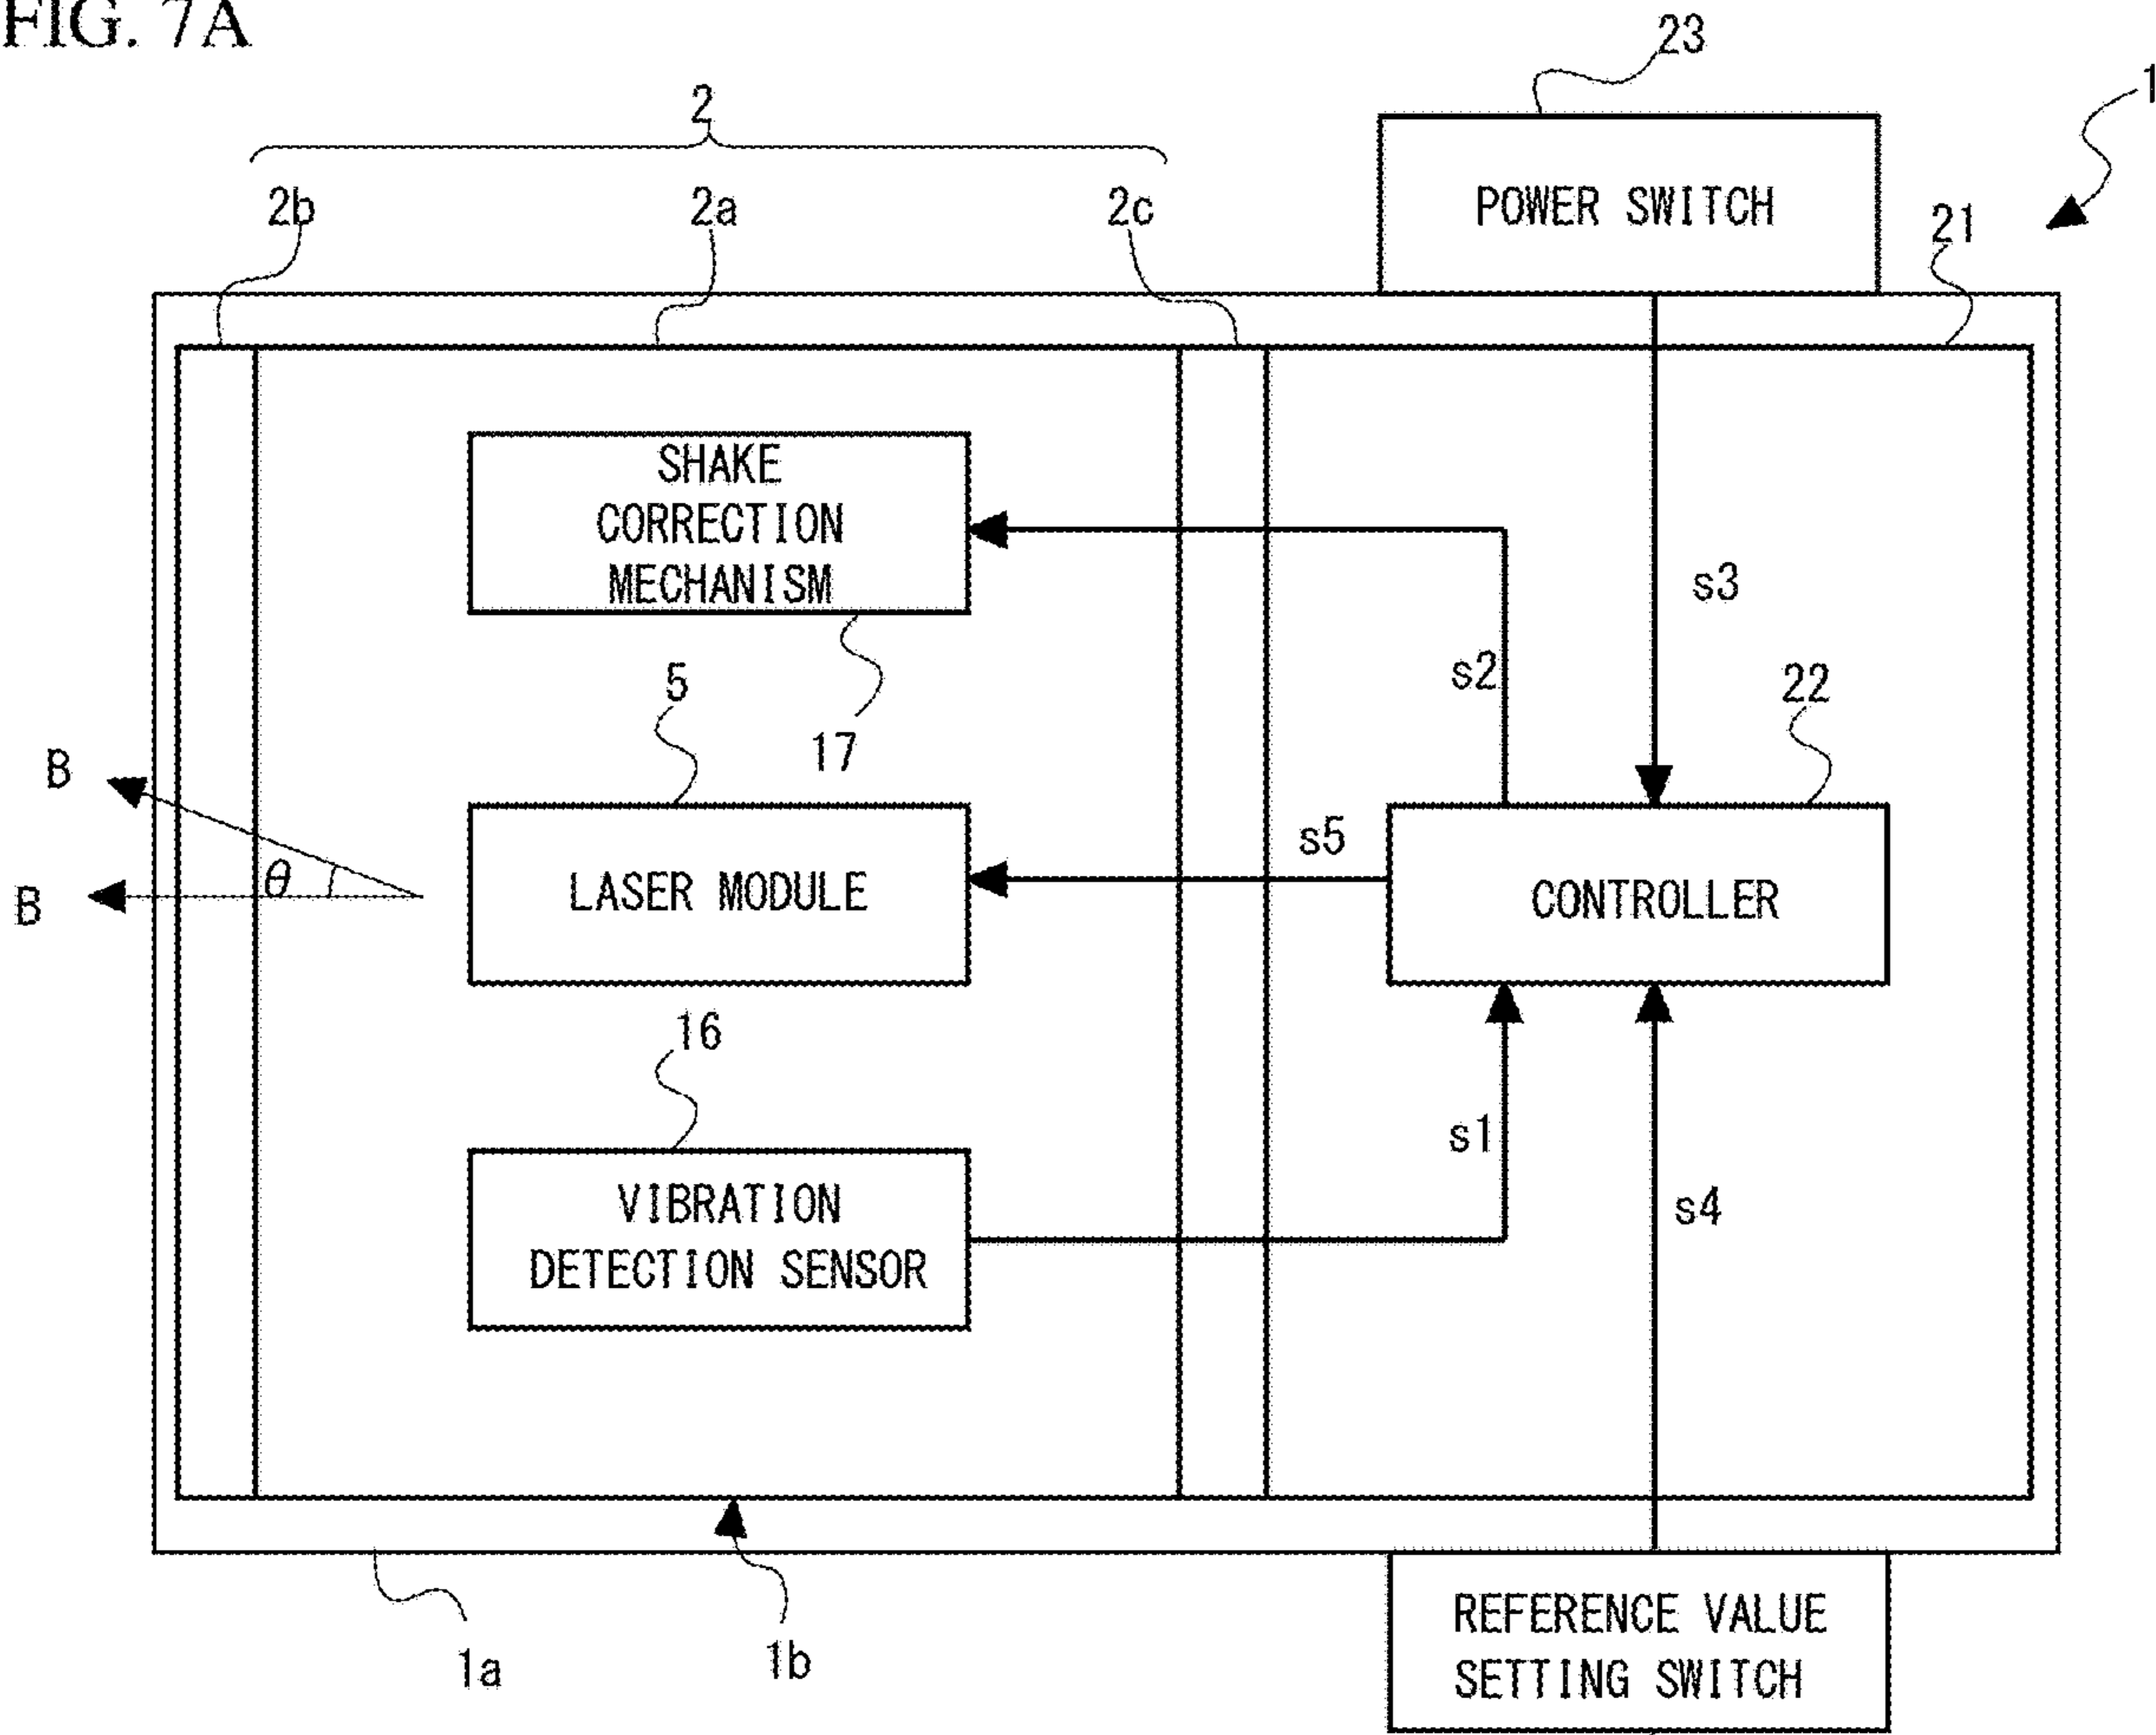 FIG. 7A
23
1
2
2b
2a
2c
POWER SWITCH
21
SHAKE
CORRECTION
MECHANISM
s3
s2
5
22
17
B
s5
θ
LASER MODULE
CONTROLLER
B
16
s1
VIBRATION
DETECTION SENSOR
s4
1a
1b
REFERENCE VALUE
SETTING SWITCH